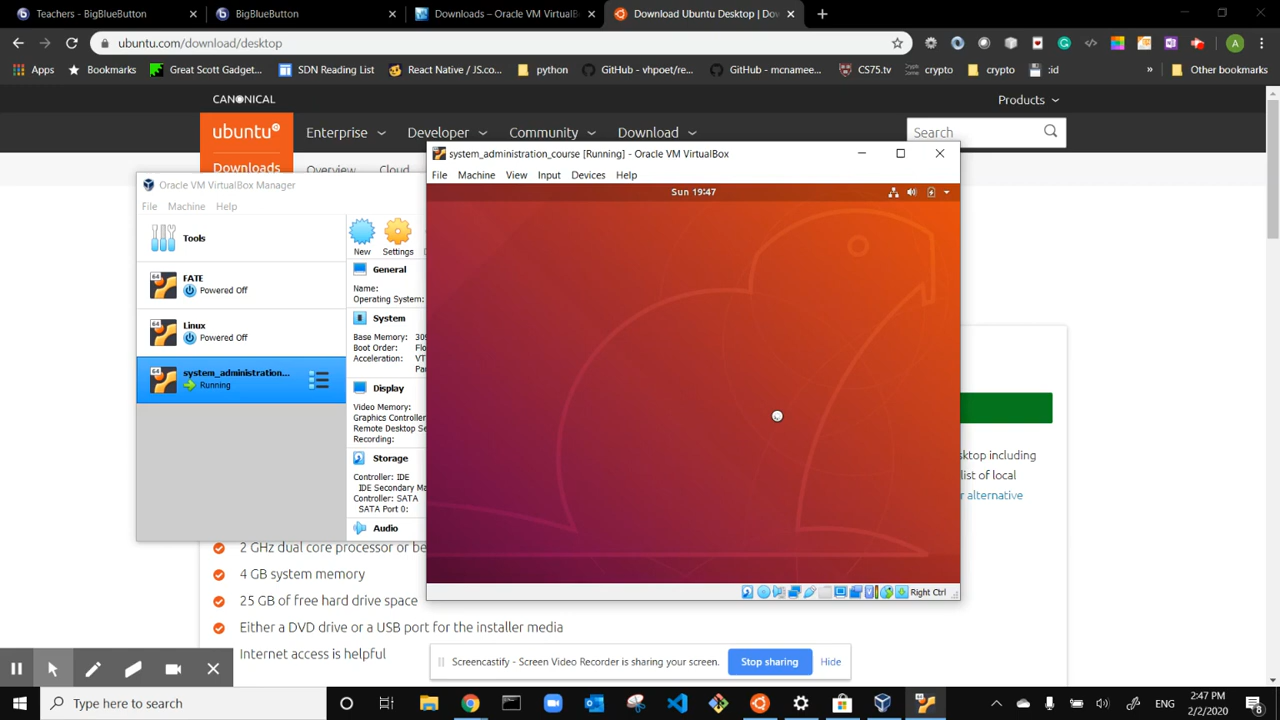 Teachers - BigBlueButton
BigBlueButton
Downloads – Oracle VM VirtualB
Download Ubuntu Desktop | Do
ubuntu.com/download/desktop
A
Apps
Bookmarks
Great Scott Gadget...
SDN Reading List
React Native / JS.co...
python
GitHub - vhpoet/re...
GitHub - mcnamee...
CS75.tv
crypto
crypto
:id
»
Other bookmarks
CANONICAL
Products
ubuntu®
Enterprise
Developer
Community
Download
Search
Downloads
Overview
Cloud
system_administration_course [Running] - Oracle VM VirtualBox
File Machine View Input Devices Help
Sun 19:47
Oracle VM VirtualBox Manager
File Machine Help
Tools
New
Settings
FATE
Powered Off
Linux
Powered Off
system_administration...
Running
General
Name:
Operating System:
System
Base Memory: 309
Boot Order: Flo
Acceleration: VT
Pa
Display
Video Memory:
Graphics Controller
Remote Desktop Se
Recording:
Storage
Controller: IDE
IDE Secondary Ma
Controller: SATA
SATA Port 0:
Audio
Right Ctrl
sktop including
list of local
r alternative
2 GHz dual core processor or be
4 GB system memory
25 GB of free hard drive space
Either a DVD drive or a USB port for the installer media
Internet access is helpful
Screencastify - Screen Video Recorder is sharing your screen.
Stop sharing
Hide
Type here to search
2:47 PM
2/2/2020
8